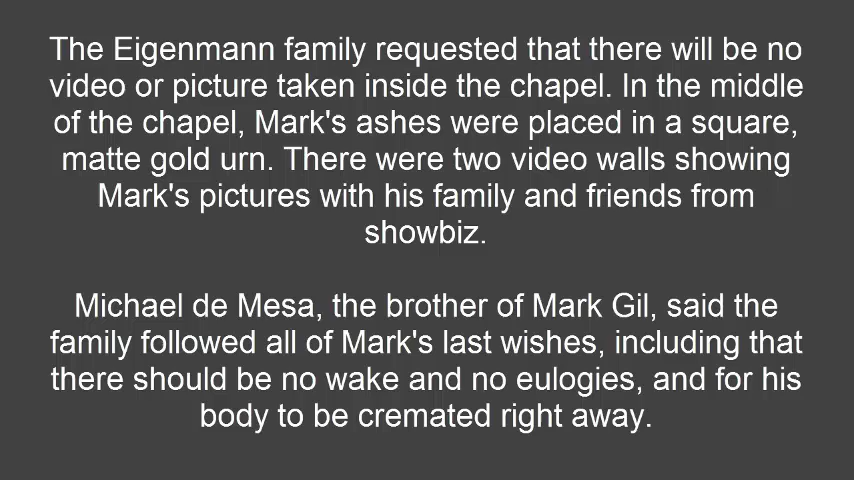 The Eigenmann family requested that there will be no
video or picture taken inside the chapel. In the middle
of the chapel, Mark's ashes were placed in a square,
matte gold urn. There were two video walls showing
Mark's pictures with his family and friends from
showbiz.
Michael de Mesa, the brother of Mark Gil, said the
family followed all of Mark's last wishes, including that
there should be no wake and no eulogies, and for his
body to be cremated right away.